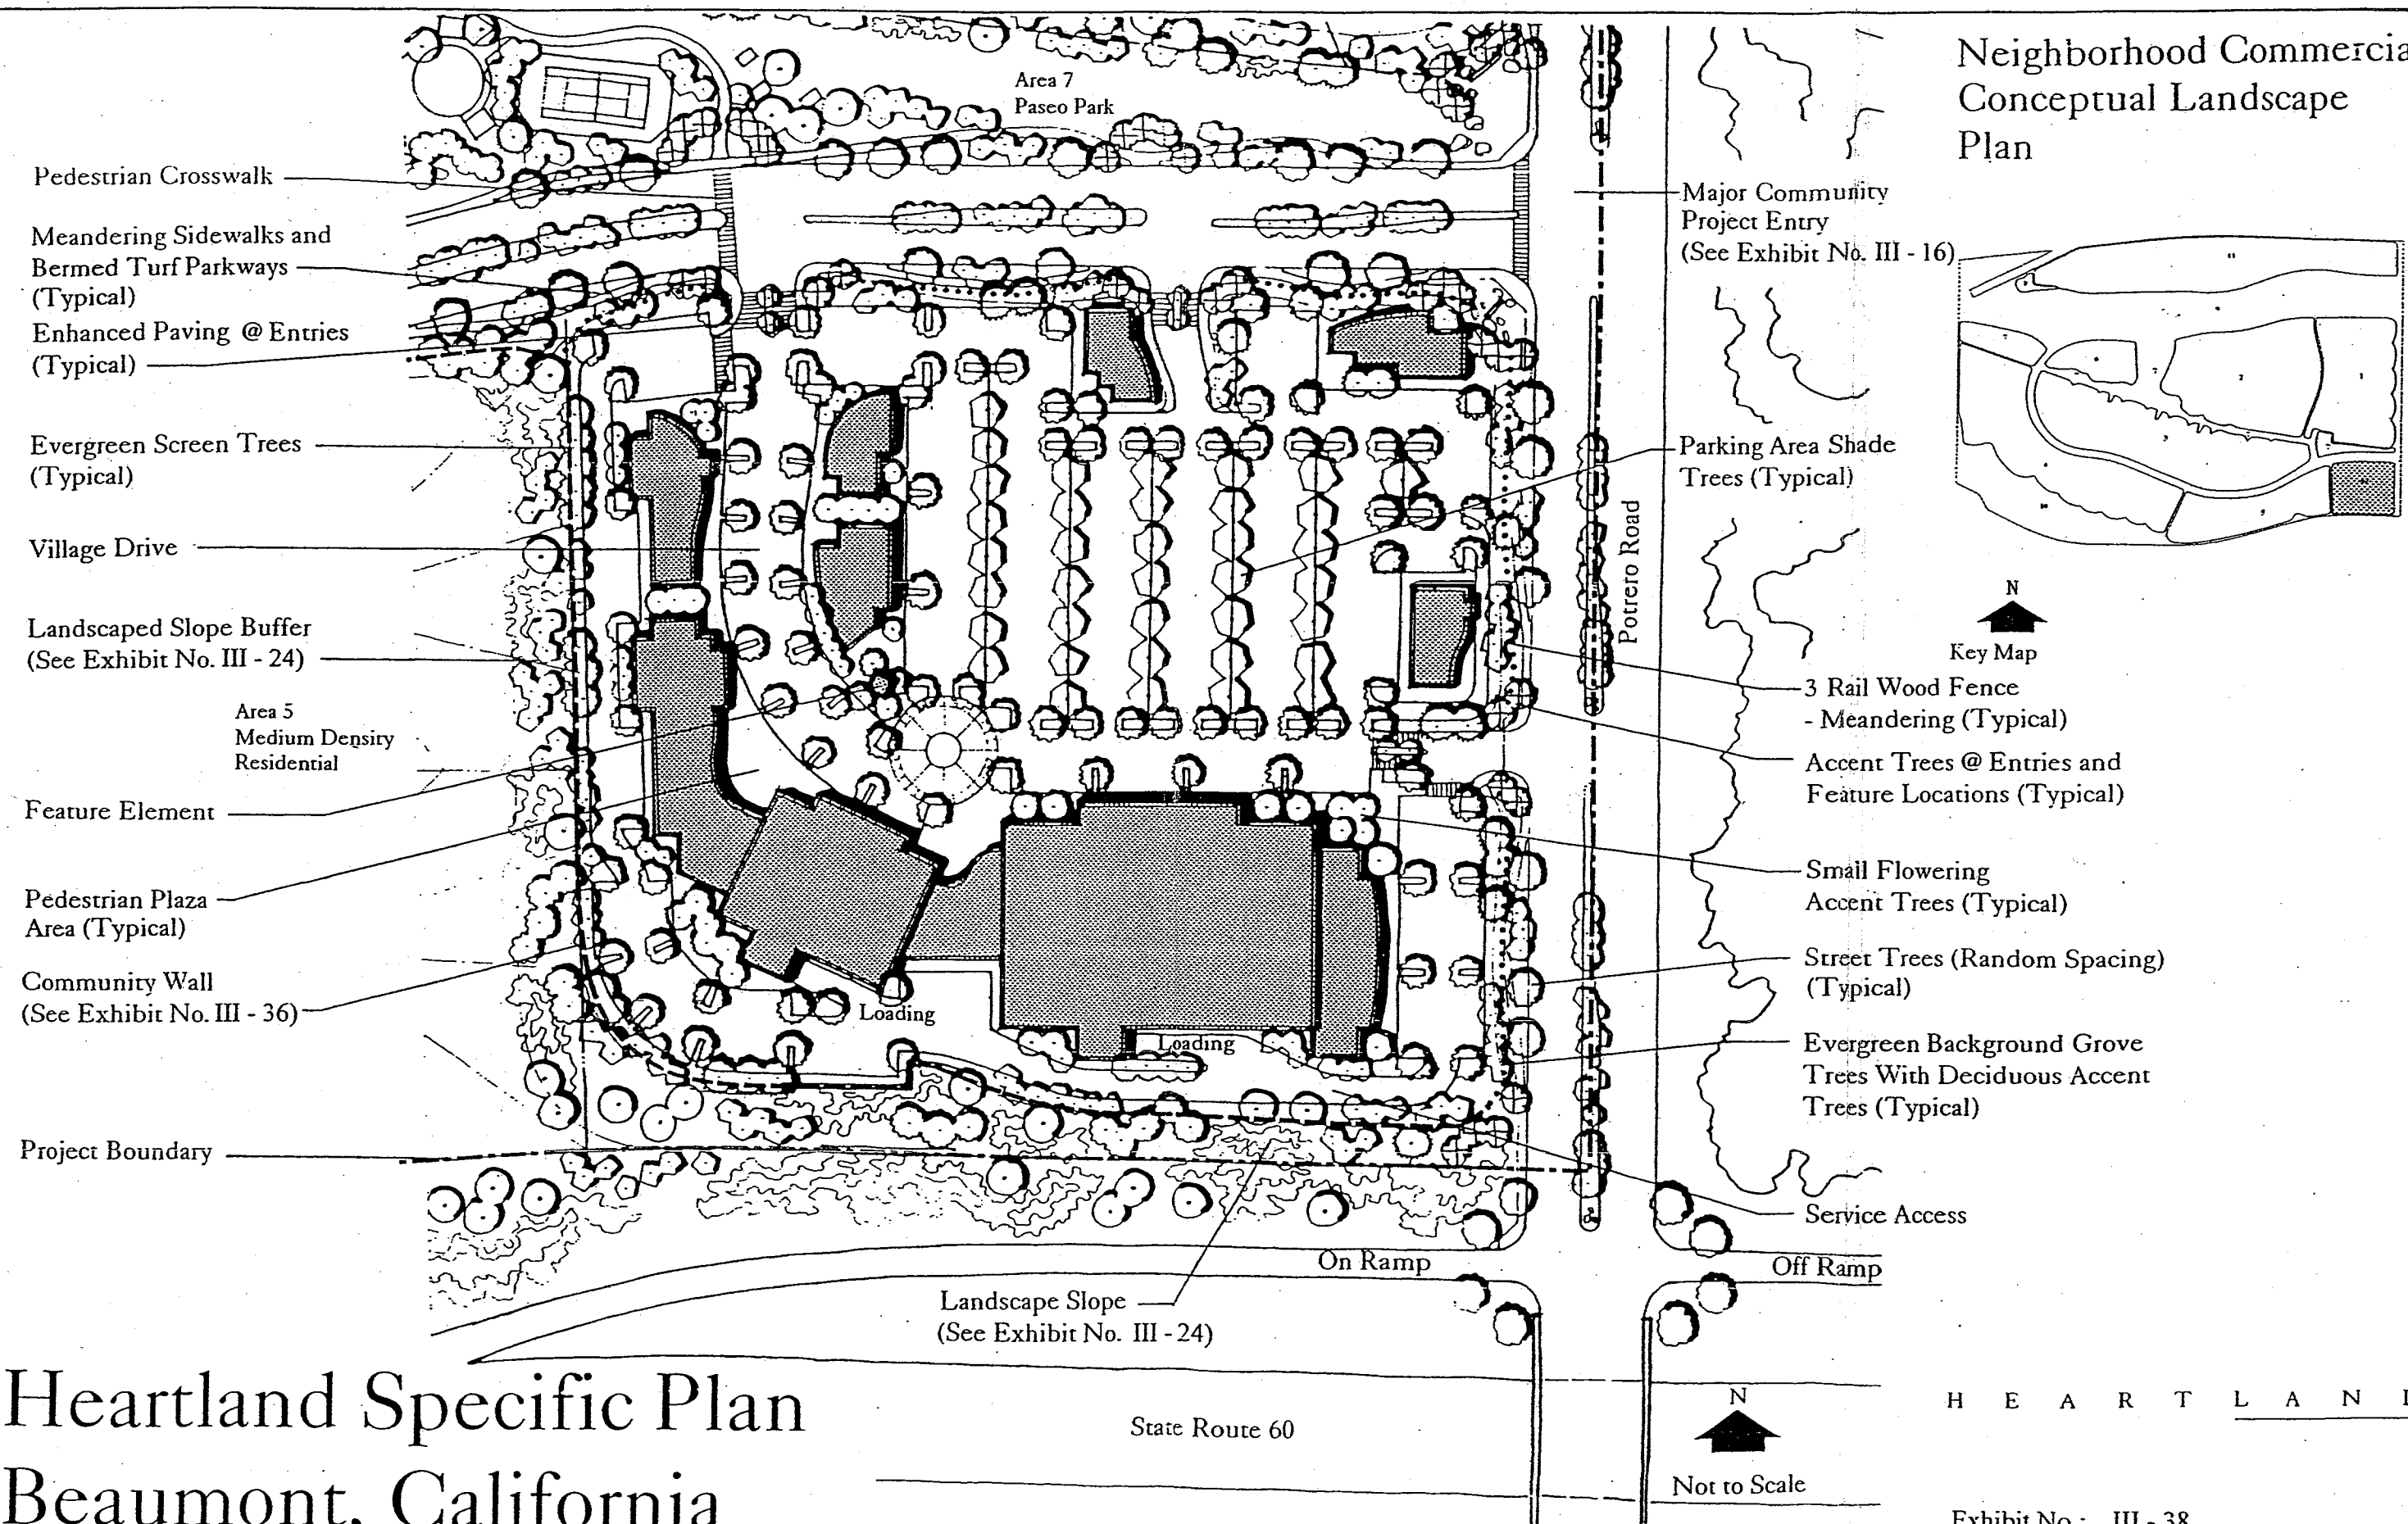 Neighborhood Commercia
Conceptual Landscape
Plan
Area 7
Paseo Park
Pedestrian Crosswalk
Meandering Sidewalks and
Bermed Turf Parkways
(Typical)
Enhanced Paving @ Entries
(Typical)
Evergreen Screen Trees
(Typical)
Village Drive
Landscaped Slope Buffer
(See Exhibit No. III - 24)
Area 5
Medium Density
Residential
Feature Element
Pedestrian Plaza
Area (Typical)
Community Wall
(See Exhibit No. III - 36)
Project Boundary
Major Community
Project Entry
(See Exhibit No. III - 16)
Parking Area Shade
Trees (Typical)
Potrero Road
N
Key Map
3 Rail Wood Fence
- Meandering (Typical)
Accent Trees @ Entries and
Feature Locations (Typical)
Small Flowering
Accent Trees (Typical)
Street Trees (Random Spacing)
(Typical)
Evergreen Background Grove
Trees With Deciduous Accent
Trees (Typical)
Service Access
Loading
Loading
On Ramp
Off Ramp
Landscape Slope
(See Exhibit No. III - 24)
State Route 60
N
Not to Scale
Heartland Specific Plan
Beaumont, California
H E A R T L A N
Exhibit No.: III - 38